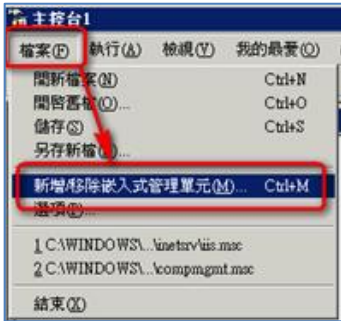 主控台1
檔案(F) 執行(A) 檢視(V) 我的最愛(O)
開新檔案(N) Ctrl+N
開啓舊檔(O)... Ctrl+O
儲存(S) Ctrl+S
另存新檔(A)...
新增/移除嵌入式管理單元(M)... Ctrl+M
選項(P)...
1 C:\WINDOWS\...\inetsrv\iis.msc
2 C:\WINDOWS\...\compmgmt.msc
結束(X)